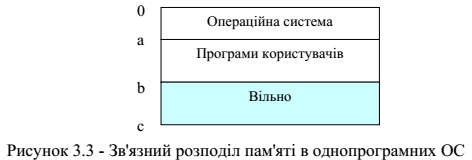 0
Операційна система
a
Програми користувачів
b
Вільно
c
Рисунок 3.3 - Зв'язний розподіл пам'яті в однопрограмних ОС